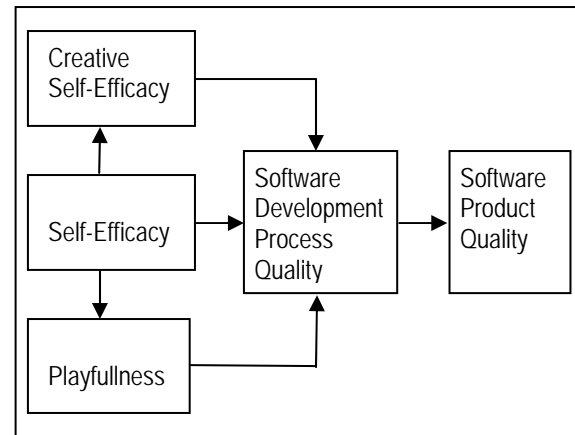 Creative
Self-Efficacy
Self-Efficacy
Playfullness
Software
Development
Process
Quality
Software
Product
Quality